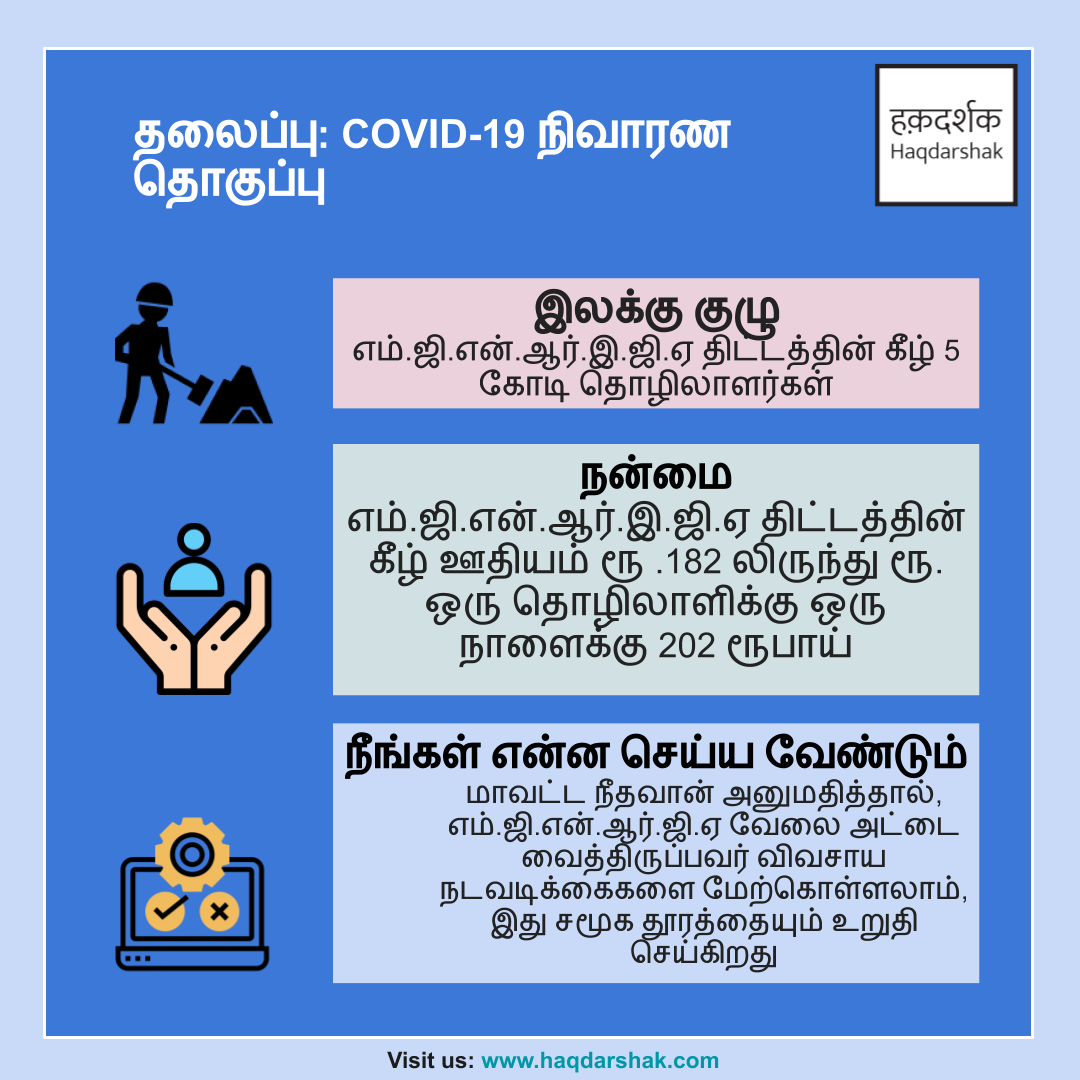 தலைப்பு: COVID-19 நிவாரண
தொகுப்பு
हक़दर्शक
Haqdarshak
இலக்கு குழு
எம்.ஜி.என்.ஆர்.இ.ஜி.ஏ திட்டத்தின் கீழ் 5
கோடி தொழிலாளர்கள்
நன்மை
எம்.ஜி.என்.ஆர்.இ.ஜி.ஏ திட்டத்தின்
கீழ் ஊதியம் ரூ .182 லிருந்து ரூ.
ஒரு தொழிலாளிக்கு ஒரு
நாளைக்கு 202 ரூபாய்
நீங்கள் என்ன செய்ய வேண்டும்
மாவட்ட நீதவான் அனுமதித்தால்,
எம்.ஜி.என்.ஆர்.ஜி.ஏ வேலை அட்டை
வைத்திருப்பவர் விவசாய
நடவடிக்கைகளை மேற்கொள்ளலாம்,
இது சமூக தூரத்தையும் உறுதி
செய்கிறது
Visit us: www.haqdarshak.com